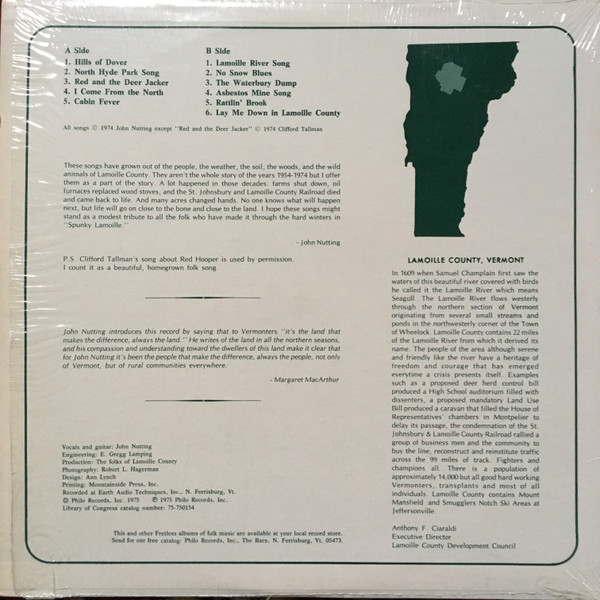 A Side
1. Hills of Dover
2. North Hyde Park Song
3. Red and the Deer Jacker
4. I Come From the North
5. Cabin Fever
B Side
1. Lamoille River Song
2. No Snow Blues
3. The Waterbury Dump
4. Asbestos Mine Song
5. Rattlin' Brook
6. Lay Me Down in Lamoille County
All songs © 1974 John Nutting except "Red and the Deer Jacker" © 1974 Clifford Tallman
These songs have grown out of the people, the weather, the soil, the woods, and the wild
animals of Lamoille County. They aren't the whole story of the years 1954-1974 but I offer
them as a part of the story. A lot happened in those decades: farms shut down, oil
furnaces replaced wood stoves, and the St. Johnsbury and Lamoille County Railroad died
and came back to life. And many acres changed hands. No one knows what will happen
next, but life will go on close to the bone and close to the land. I hope these songs might
stand as a modest tribute to all the folk who have made it through the hard winters in
"Spunky Lamoille."
- John Nutting
P.S. Clifford Tallman's song about Red Hooper is used by permission.
I count it as a beautiful, homegrown folk song.
John Nutting introduces this record by saying that to Vermonters "it's the land that
makes the difference, always the land." He writes of the land in all the northern seasons,
and his compassion and understanding toward the dwellers of this land make it clear that
for John Nutting it's been the people that make the difference, always the people, not only
of Vermont, but of rural communities everywhere.
- Margaret MacArthur
Vocals and guitar: John Nutting
Engineering: E. Gregg Lamping
Production: The folks of Lamoille County
Photography: Robert L. Hagerman
Design: Ann Lynch
Printing: Mountainside Press, Inc.
Recorded at Earth Audio Techniques, Inc., N. Ferrisburg, Vt.
© Philo Records, Inc. 1975 ℗ 1975 Philo Records, Inc.
Library of Congress catalog number: 75-750154
This and other Fretless albums of folk music are available at your local record store.
Send for our free catalog: Philo Records, Inc., The Barn, N. Ferrisburg, Vt. 05473.
LAMOILLE COUNTY, VERMONT
In 1609 when Samuel Champlain first saw the
waters of this beautiful river covered with birds
he called it the Lamoille River which means
Seagull. The Lamoille River flows westerly
through the northern section of Vermont
originating from several small streams and
ponds in the northwesterly corner of the Town
of Wheelock. Lamoille County contains 22 miles
of the Lamoille River from which it derived its
name. The people of the area although serene
and friendly like the river have a heritage of
freedom and courage that has emerged
everytime a crisis presents itself. Examples
such as a proposed deer herd control bill
produced a High School auditorium filled with
dissenters, a proposed mandatory Land Use
Bill produced a caravan that filled the House of
Representatives' chambers in Montpelier to
delay its passage, the condemnation of the St.
Johnsbury & Lamoille County Railroad rallied a
group of business men and the community to
buy the line, reconstruct and reinstitute traffic
across the 99 miles of track. Fighters and
champions all. There is a population of
approximately 14,000 but all good hard working
Vermonters, transplants and most of all
individuals. Lamoille County contains Mount
Mansfield and Smugglers Notch Ski Areas at
Jeffersonville.
Anthony F. Ciaraldi
Executive Director
Lamoille County Development Council